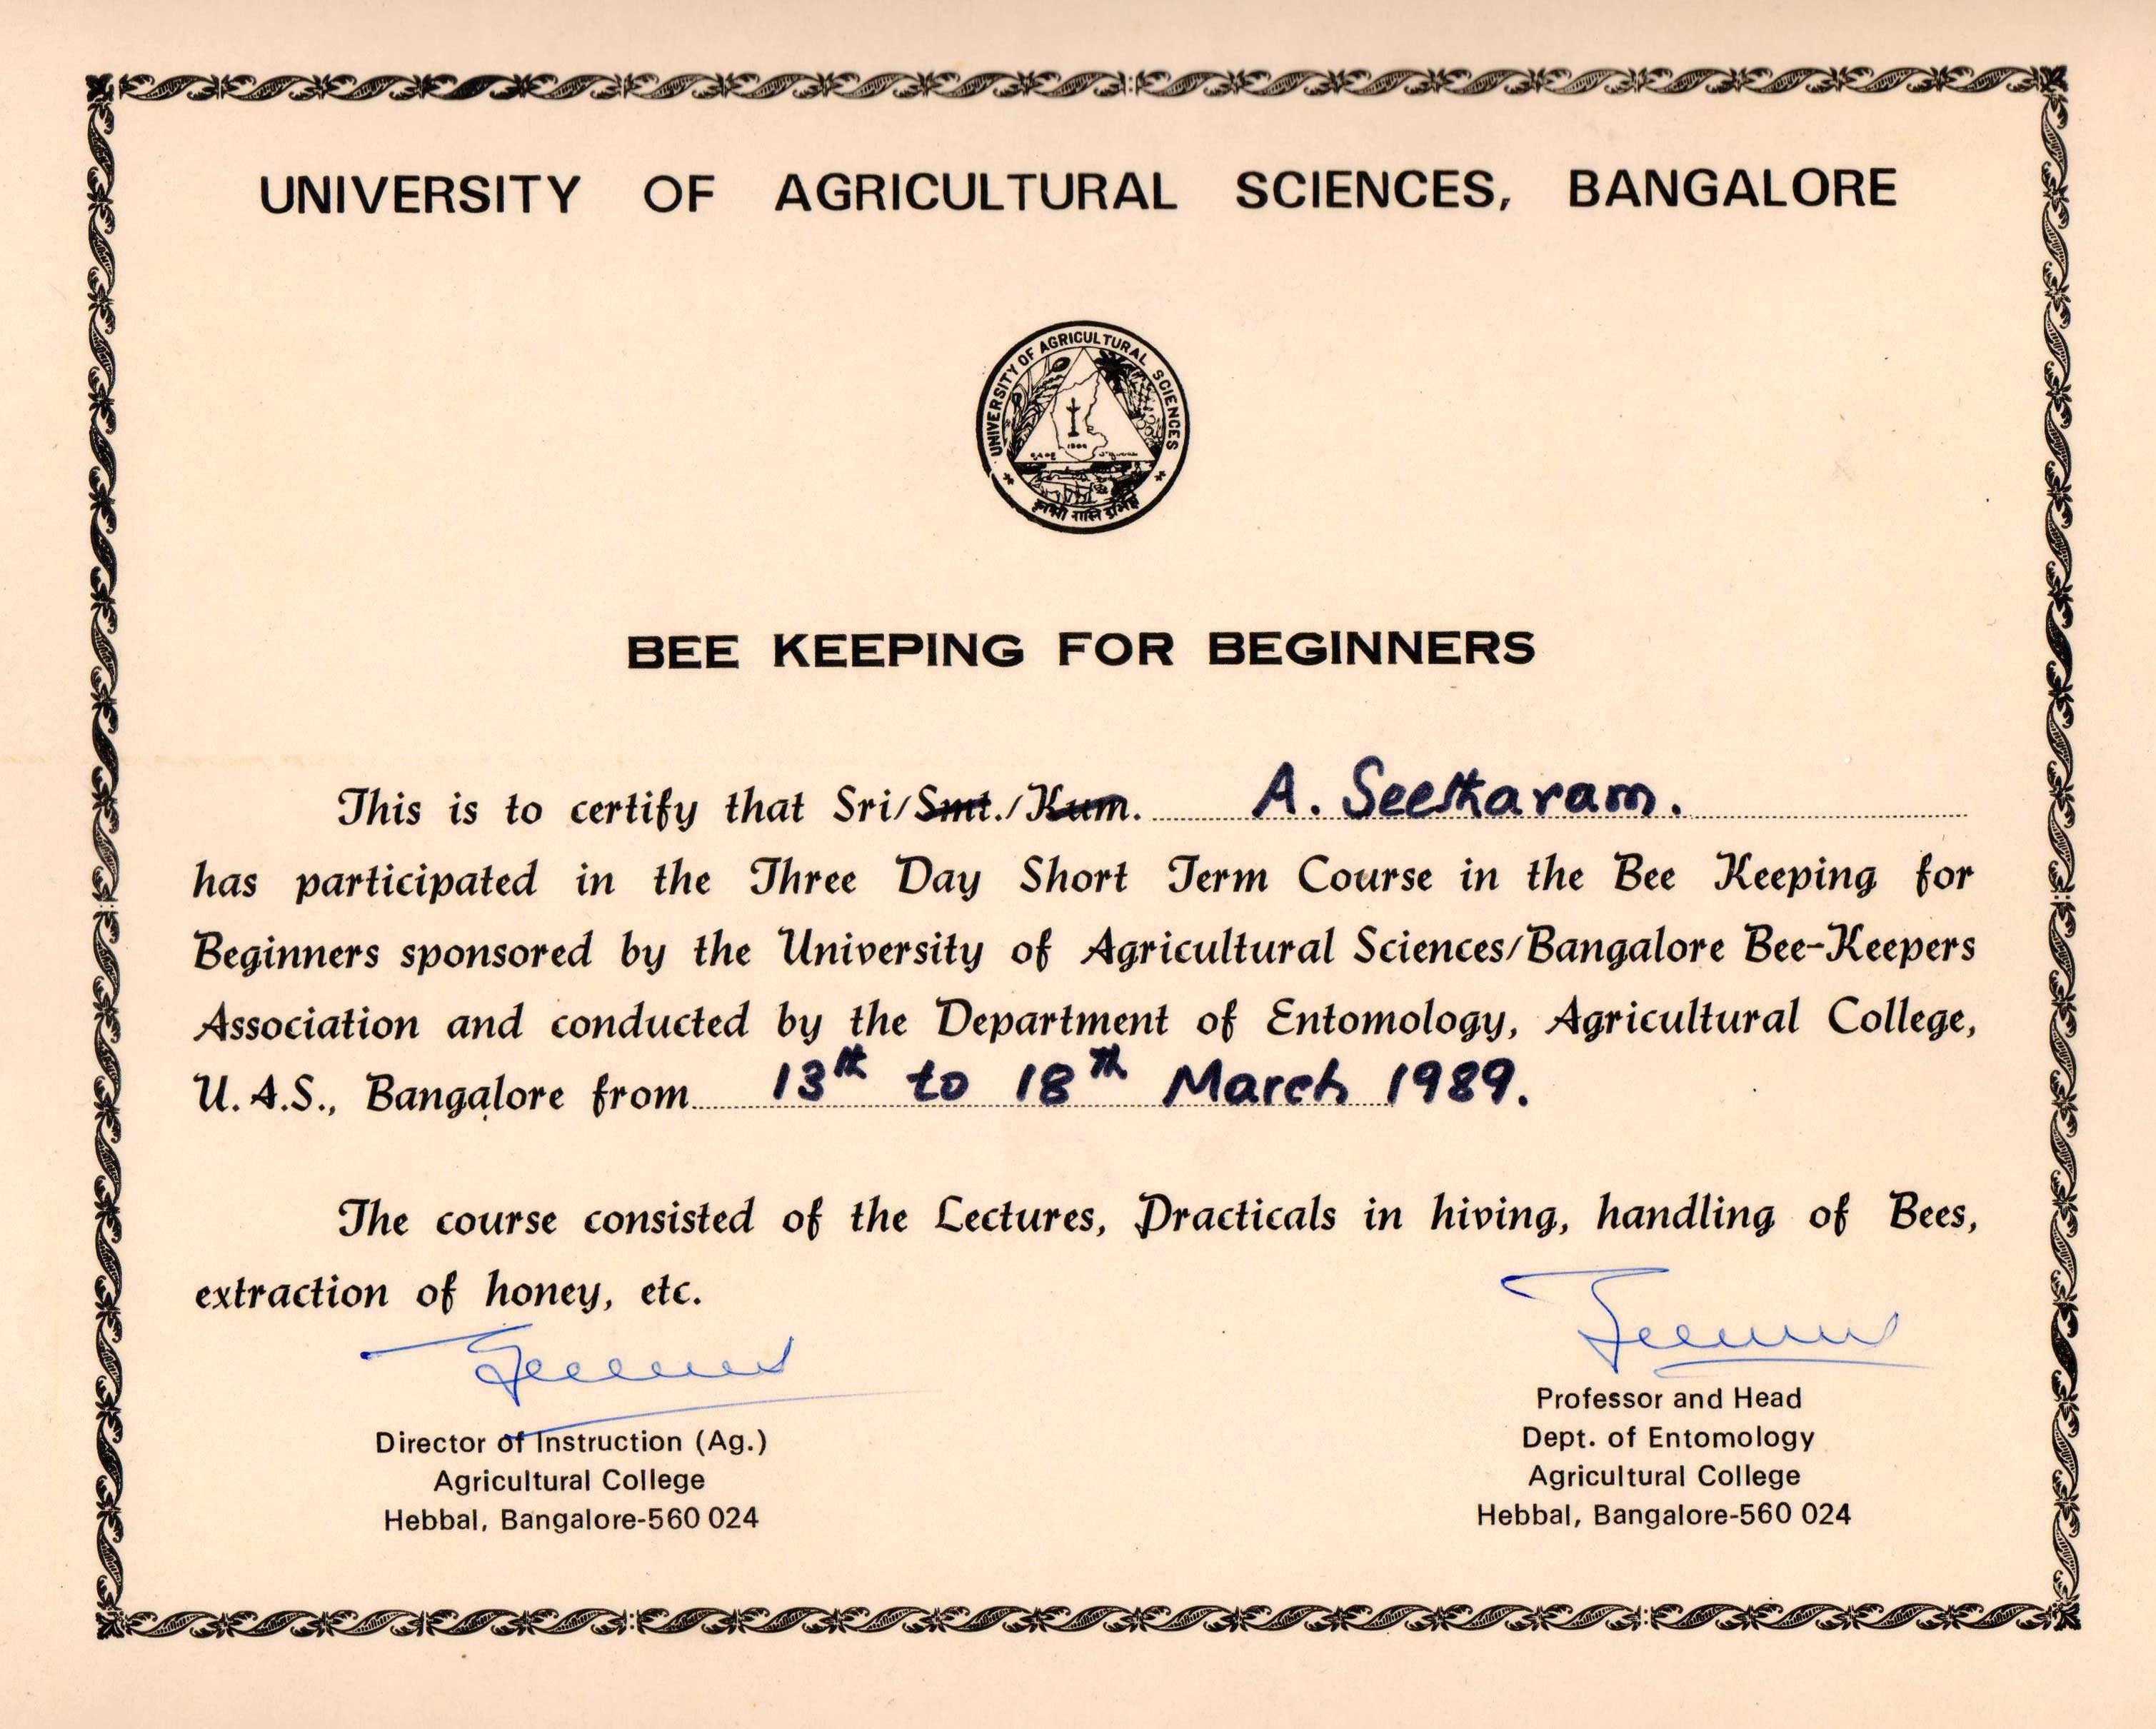 UNIVERSITY OF AGRICULTURAL SCIENCES, BANGALORE
UNIVERSITY OF AGRICULTURAL SCIENCES
BEE KEEPING FOR BEGINNERS
This is to certify that Sri/Smt./Kum. A. Seetharam.
has participated in the Three Day Short Term Course in the Bee Keeping for
Beginners sponsored by the University of Agricultural Sciences/Bangalore Bee-Keepers
Association and conducted by the Department of Entomology, Agricultural College,
U.A.S., Bangalore from 13th to 18th March 1989.
The course consisted of the Lectures, Practicals in hiving, handling of Bees,
extraction of honey, etc.
Director of Instruction (Ag.)
Agricultural College
Hebbal, Bangalore-560 024
Professor and Head
Dept. of Entomology
Agricultural College
Hebbal, Bangalore-560 024